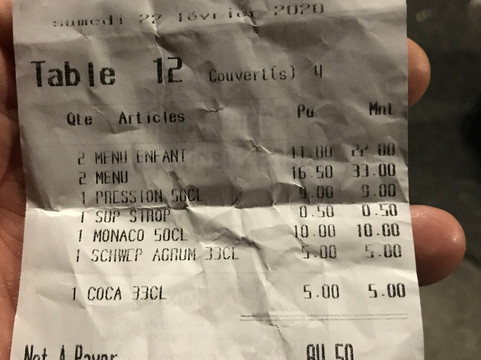 samedi 22 février 2020
Table 12 Couvert(s) 4
Qte Articles Pu Mnt
2 MENU ENFANT 11.00 22.00
2 MENU 16.50 33.00
1 PRESSION 50CL 9.00 9.00
1 SUP STROP 0.50 0.50
1 MONACO 50CL 10.00 10.00
1 SCHWEP AGRUM 33CL 5.00 5.00
1 COCA 33CL 5.00 5.00
Net A Payer